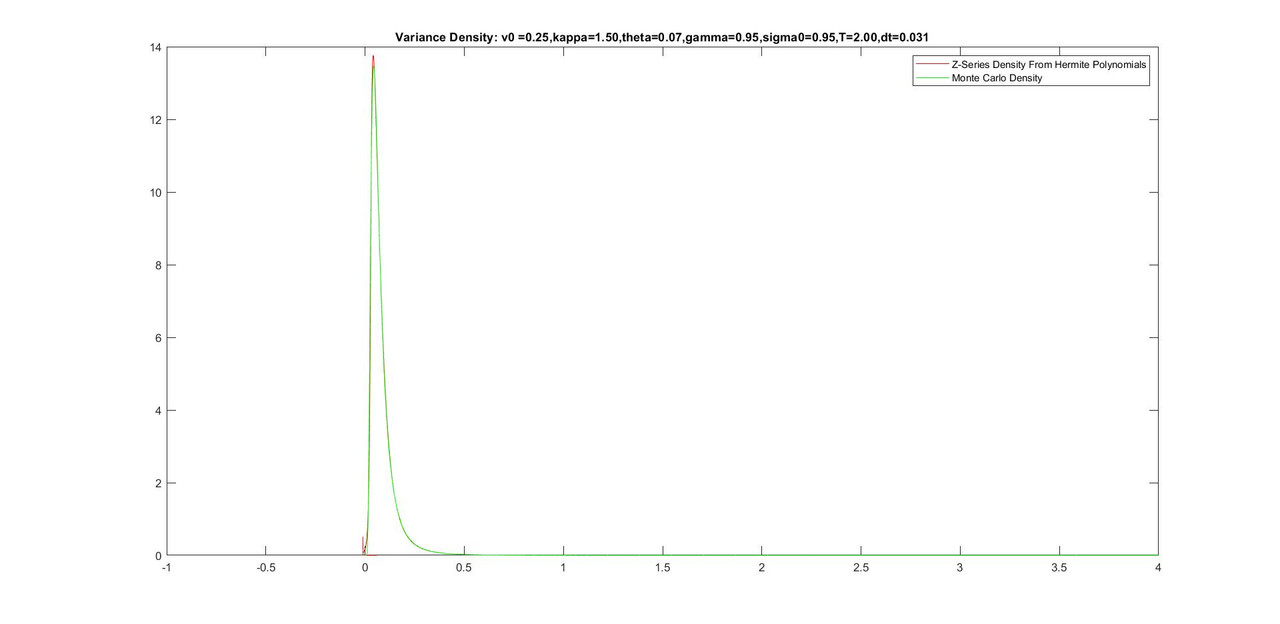 Variance Density: v0 =0.25,kappa=1.50,theta=0.07,gamma=0.95,sigma0=0.95,T=2.00,dt=0.031
Z-Series Density From Hermite Polynomials
Monte Carlo Density
14
12
10
8
6
4
2
0
-1 -0.5 0 0.5 1 1.5 2 2.5 3 3.5 4